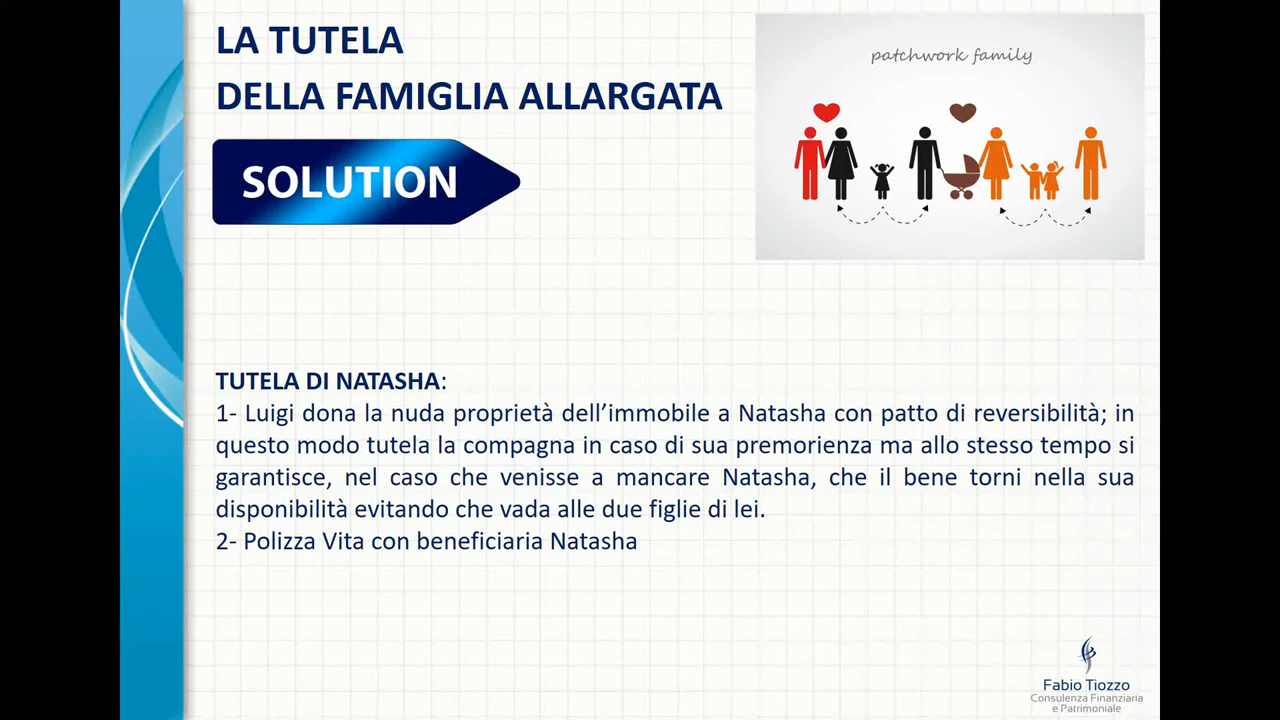 LA TUTELA
DELLA FAMIGLIA ALLARGATA
patchwork family
SOLUTION
TUTELA DI NATASHA:
1- Luigi dona la nuda proprietà dell’immobile a Natasha con patto di reversibilità; in
questo modo tutela la compagna in caso di sua premorienza ma allo stesso tempo si
garantisce, nel caso che venisse a mancare Natasha, che il bene torni nella sua
disponibilità evitando che vada alle due figlie di lei.
2- Polizza Vita con beneficiaria Natasha
Fabio Tiozzo
Consulenza Finanziaria
e Patrimoniale